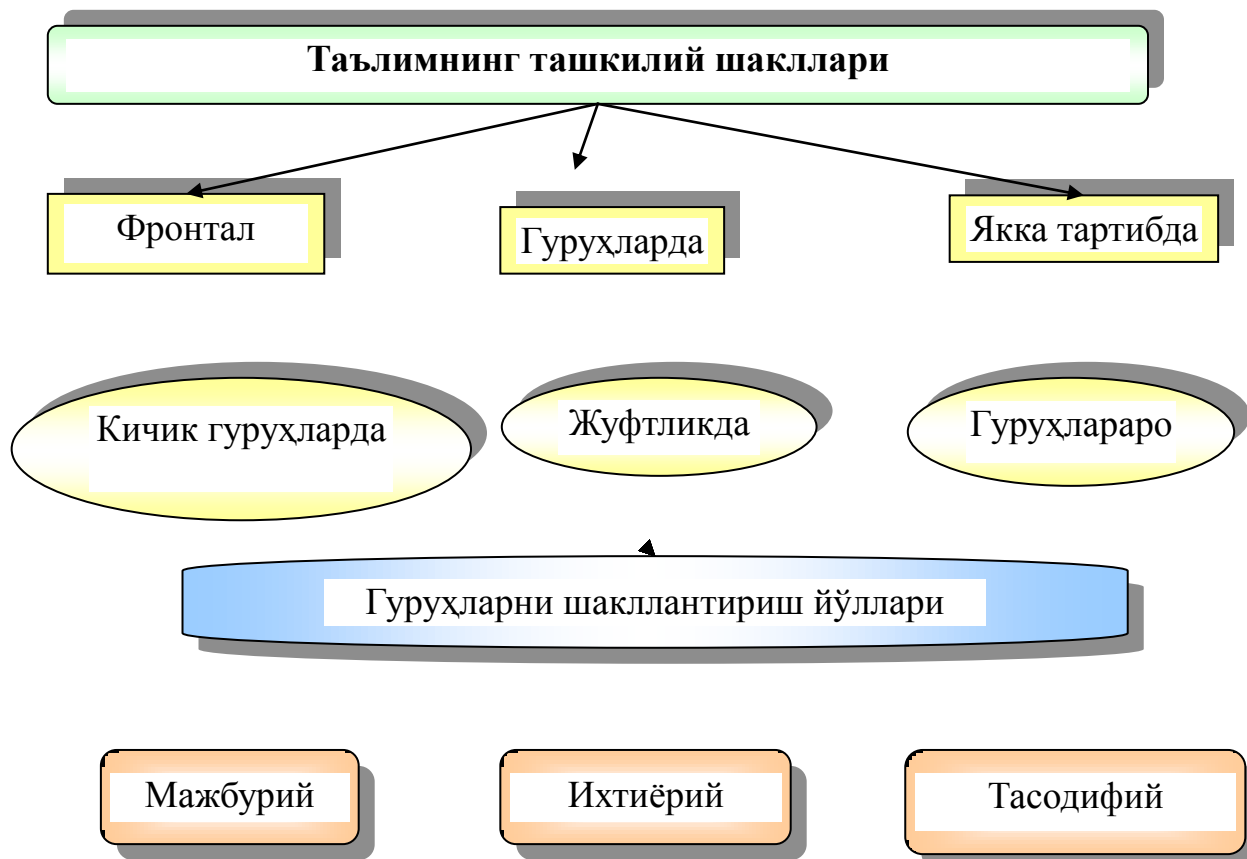 Таълимнинг ташкилий шакллари
Фронтал
Гуруҳларда
Якка тартибда
Кичик гуруҳларда
Жуфтликда
Гуруҳлараро
Гуруҳларни шакллантириш йўллари
Мажбурий
Ихтиёрий
Тасодифий